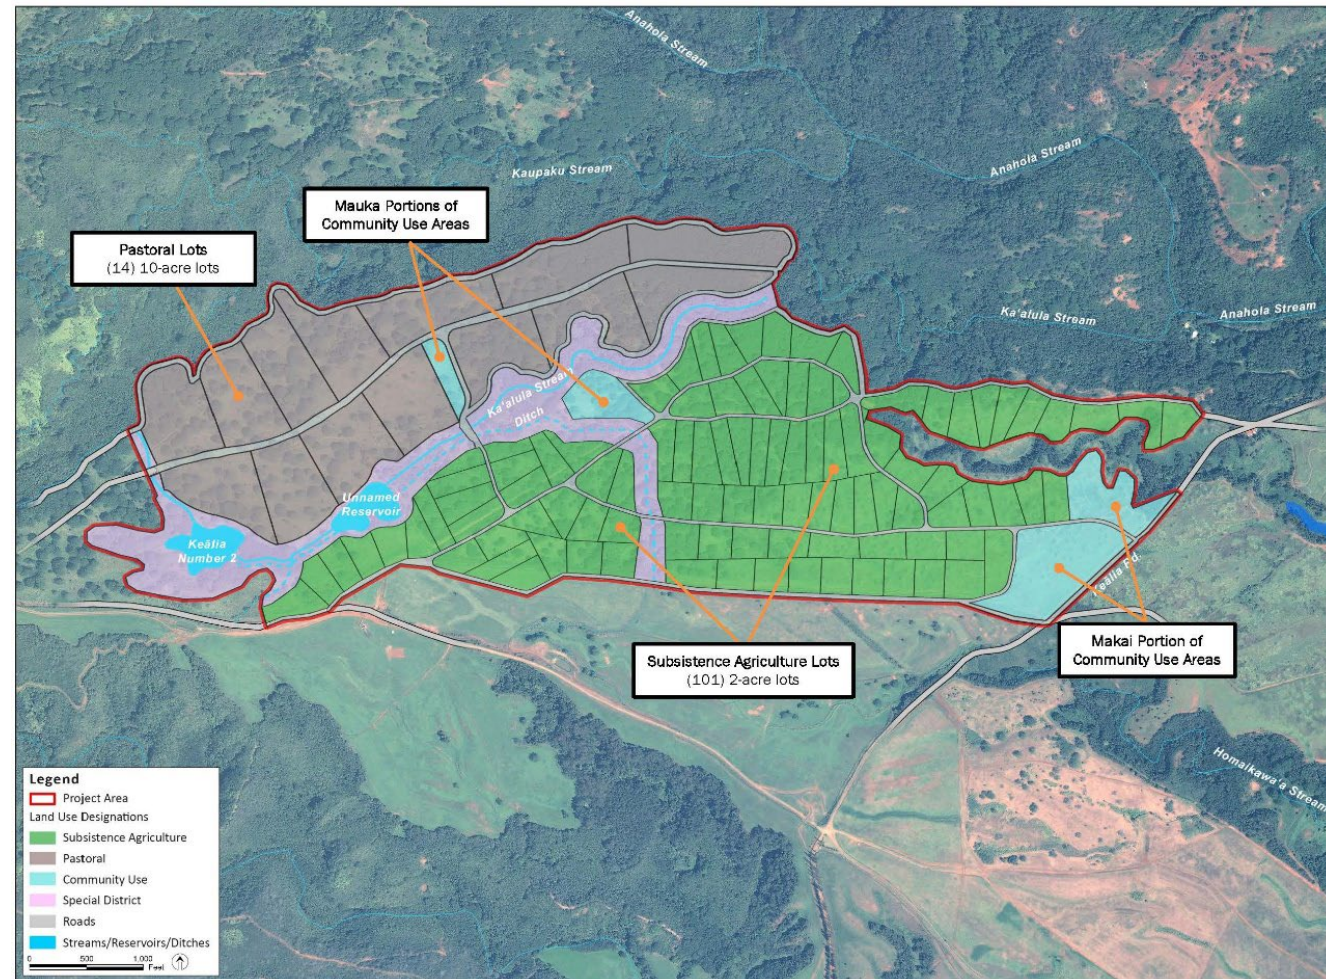 Anahola Stream
Anahola Stream
Kaupaku Stream
Mauka Portions of
Community Use Areas
Pastoral Lots
(14) 10-acre lots
Ka'alula Stream
Anahola Stream
Ka'alula Stream
Ditch
Unnamed
Reservoir
Keālia
Number 2
Keālia Rd.
Subsistence Agriculture Lots
(101) 2-acre lots
Makai Portion of
Community Use Areas
Homaikawa'a Stream
Legend
Project Area
Land Use Designations
Subsistence Agriculture
Pastoral
Community Use
Special District
Roads
Streams/Reservoirs/Ditches
0 500 1,000
Feet